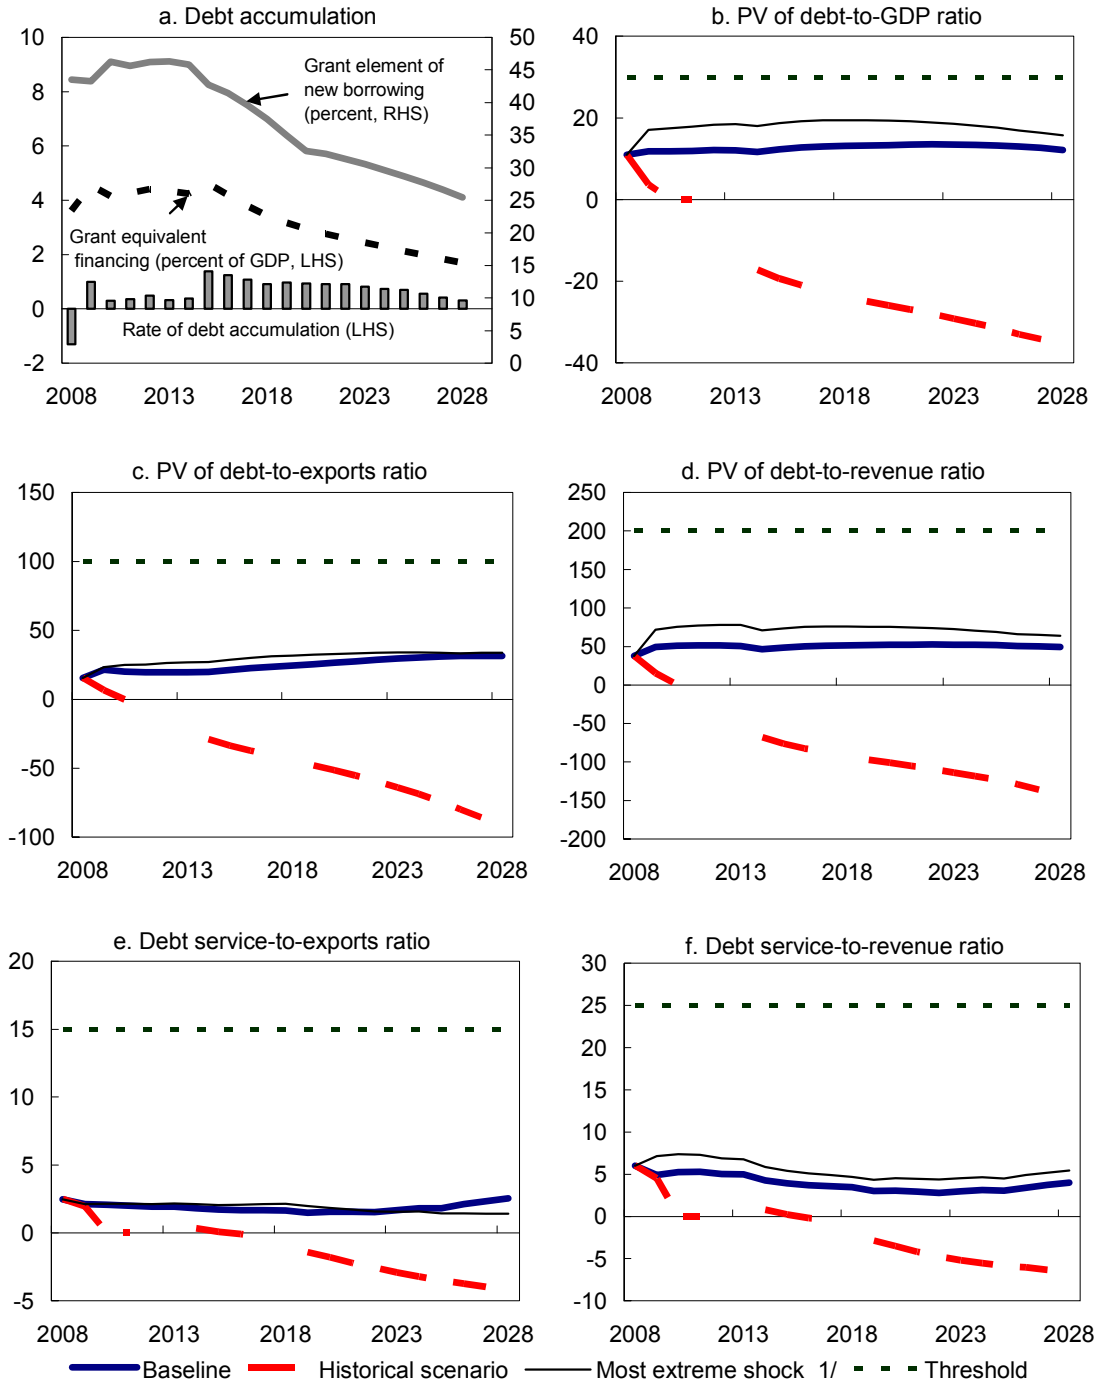 a. Debt accumulation
10
8
6
4
2
0
-2
50
45
40
35
30
25
20
15
10
5
0
Grant element of
new borrowing
(percent, RHS)
Grant equivalent
financing (percent of GDP, LHS)
Rate of debt accumulation (LHS)
2008 2013 2018 2023 2028
b. PV of debt-to-GDP ratio
40
20
0
-20
-40
2008 2013 2018 2023 2028
c. PV of debt-to-exports ratio
150
100
50
0
-50
-100
2008 2013 2018 2023 2028
d. PV of debt-to-revenue ratio
250
200
150
100
50
0
-50
-100
-150
-200
2008 2013 2018 2023 2028
e. Debt service-to-exports ratio
20
15
10
5
0
-5
2008 2013 2018 2023 2028
f. Debt service-to-revenue ratio
30
25
20
15
10
5
0
-5
-10
2008 2013 2018 2023 2028
Baseline Historical scenario Most extreme shock 1/ Threshold